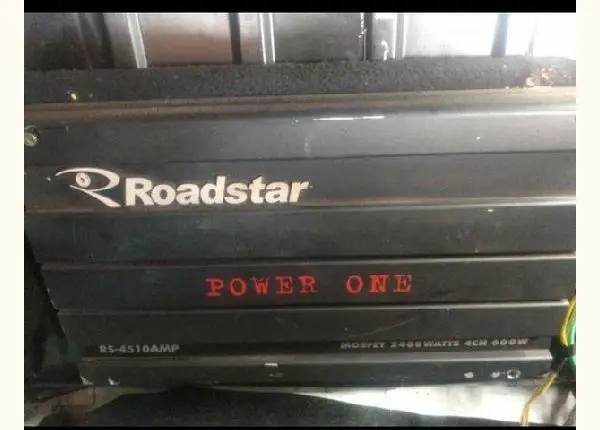 Roadstar
POWER ONE
RS-4510AMP
MOSFET 2400WATTS 4CH 600W